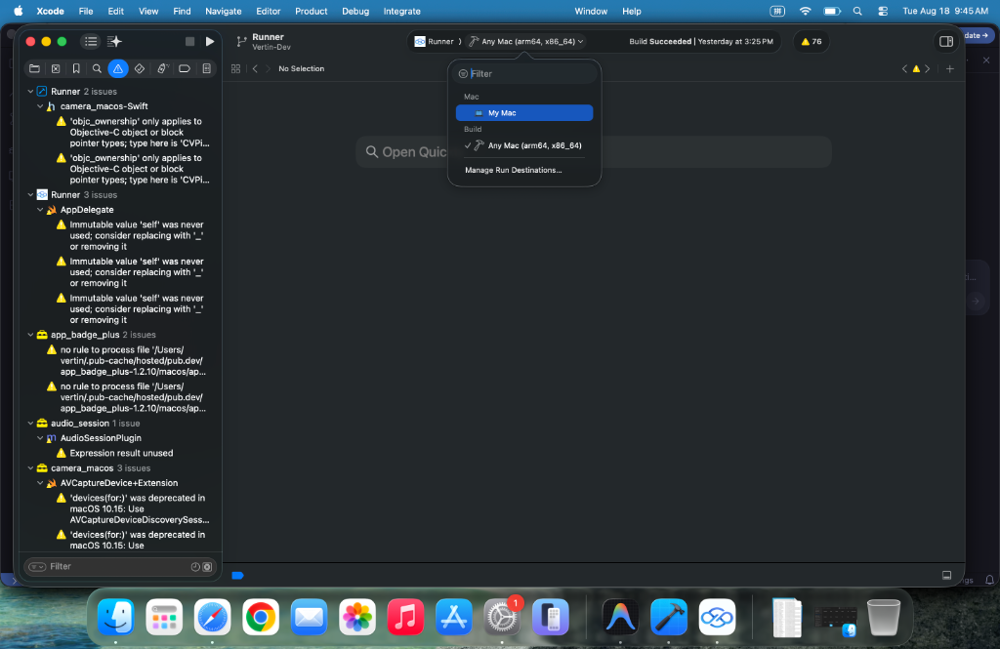 Xcode File Edit View Find Navigate Editor Product Debug Integrate Window Help Tue Aug 18 9:45 AM
Runner
Vertin-Dev
Runner
Any Mac (arm64, x86_64)
Build Succeeded | Yesterday at 3:25 PM
76
No Selection
Filter
Mac
My Mac
Build
Any Mac (arm64, x86_64)
Manage Run Destinations...
Open Quic
Runner 2 issues
camera_macos-Swift
'objc_ownership' only applies to
Objective-C object or block
pointer types; type here is 'CVPi...
'objc_ownership' only applies to
Objective-C object or block
pointer types; type here is 'CVPi...
Runner 3 issues
AppDelegate
Immutable value 'self' was never
used; consider replacing with '_'
or removing it
Immutable value 'self' was never
used; consider replacing with '_'
or removing it
Immutable value 'self' was never
used; consider replacing with '_'
or removing it
app_badge_plus 2 issues
no rule to process file '/Users/
vertin/.pub-cache/hosted/pub.dev/
app_badge_plus-1.2.10/macos/ap...
no rule to process file '/Users/
vertin/.pub-cache/hosted/pub.dev/
app_badge_plus-1.2.10/macos/ap...
audio_session 1 issue
AudioSessionPlugin
Expression result unused
camera_macos 3 issues
AVCaptureDevice+Extension
'devices(for:)' was deprecated in
macOS 10.15: Use
AVCaptureDeviceDiscoverySess...
'devices(for:)' was deprecated in
macOS 10.15: Use
Filter
1